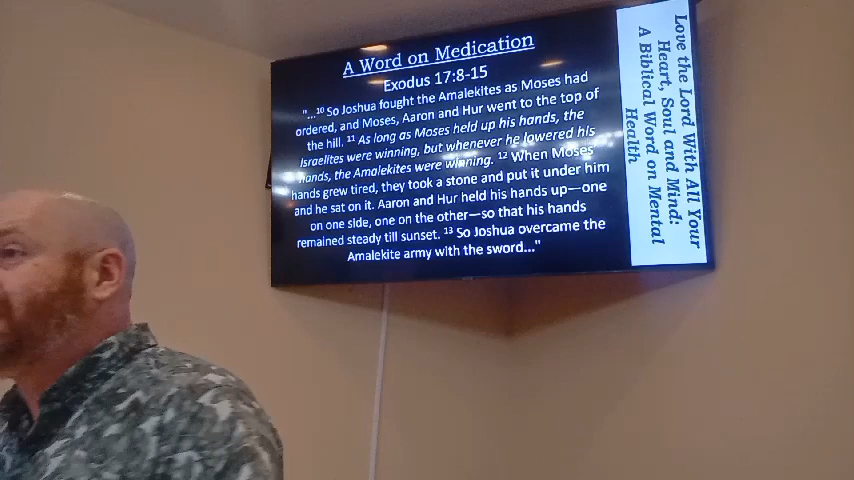 A Word on Medication
Exodus 17:8-15
"...¹⁰ So Joshua fought the Amalekites as Moses had
ordered, and Moses, Aaron and Hur went to the top of
the hill. ¹¹ As long as Moses held up his hands, the
Israelites were winning, but whenever he lowered his
hands, the Amalekites were winning. ¹² When Moses'
hands grew tired, they took a stone and put it under him
and he sat on it. Aaron and Hur held his hands up—one
on one side, one on the other—so that his hands
remained steady till sunset. ¹³ So Joshua overcame the
Amalekite army with the sword..."
Love the Lord With All Your
Heart, Soul and Mind:
A Biblical Word on Mental
Health